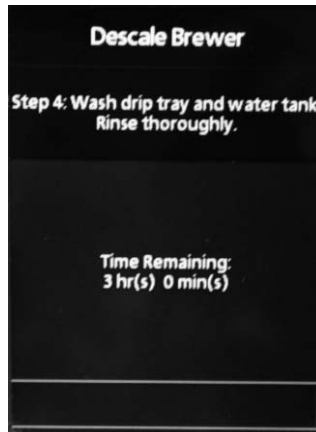 Descale Brewer
Step 4: Wash drip tray and water tank
Rinse thoroughly.
Time Remaining:
3 hr(s) 0 min(s)